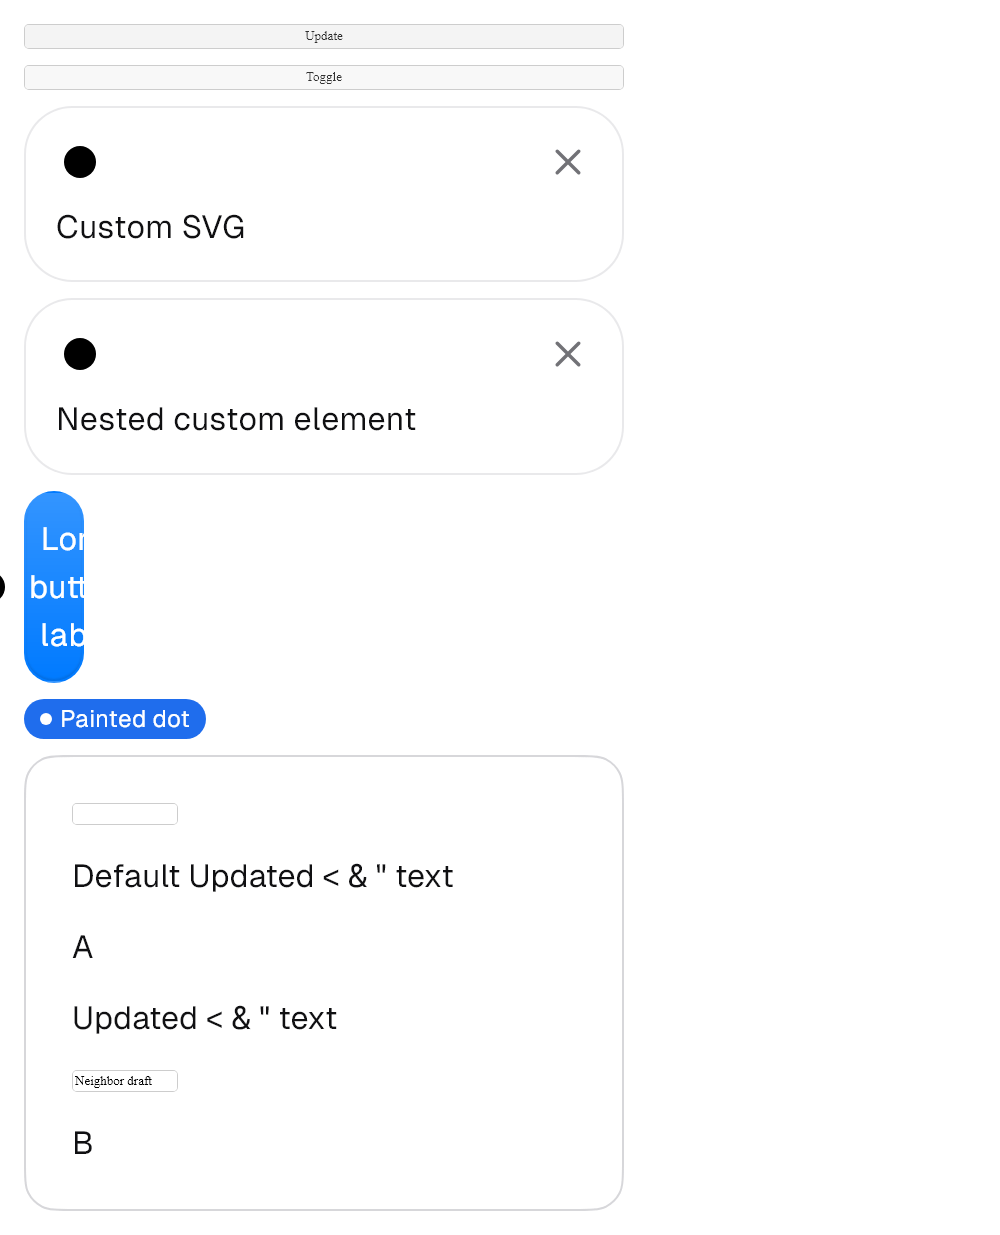 Update
Toggle
Custom SVG
Nested custom element
Painted dot
Default Updated < & " text
A
Updated < & " text
Neighbor draft
B